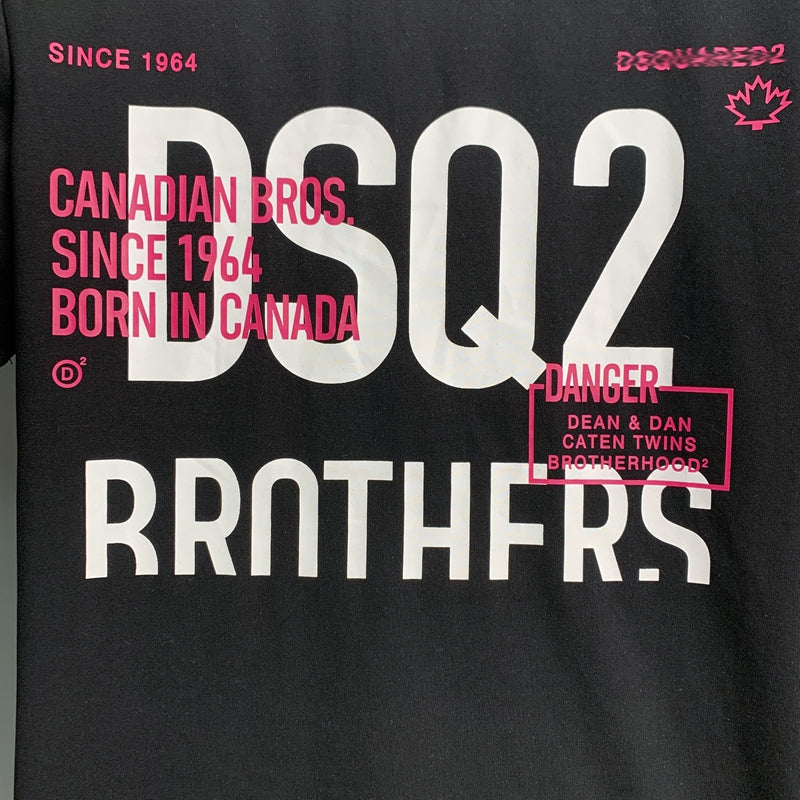 SINCE 1964
DSQUARED2
DSQ2
CANADIAN BROS.
SINCE 1964
BORN IN CANADA
D²
DANGER
DEAN & DAN
CATEN TWINS
BROTHERHOOD²
BROTHERS